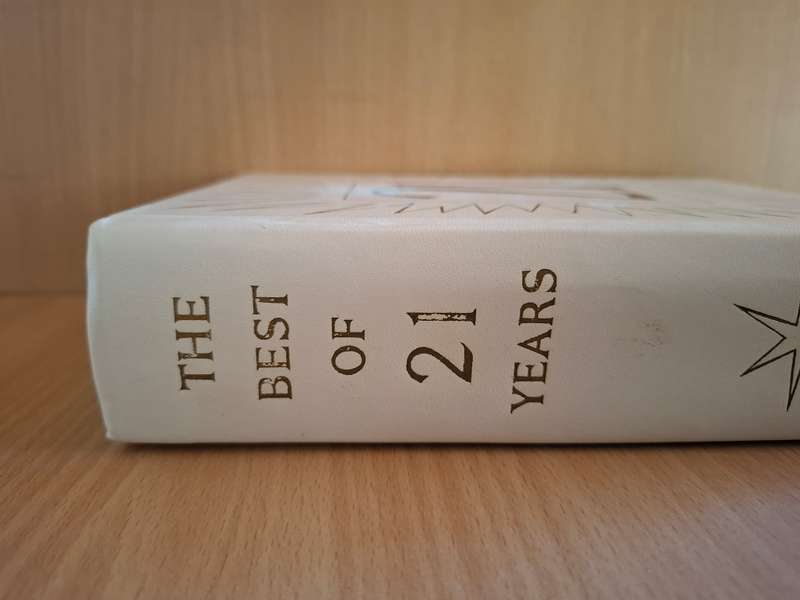 THE
BEST
OF
21
YEARS